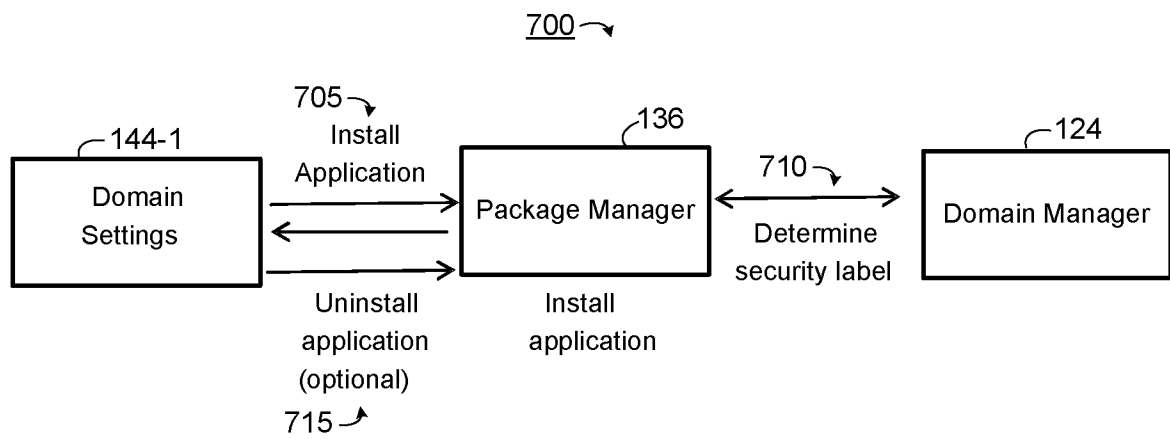 700
705
Install
Application
144-1
Domain
Settings
136
Package Manager
710
Determine
security label
124
Domain Manager
Uninstall
application
(optional)
715
Install
application